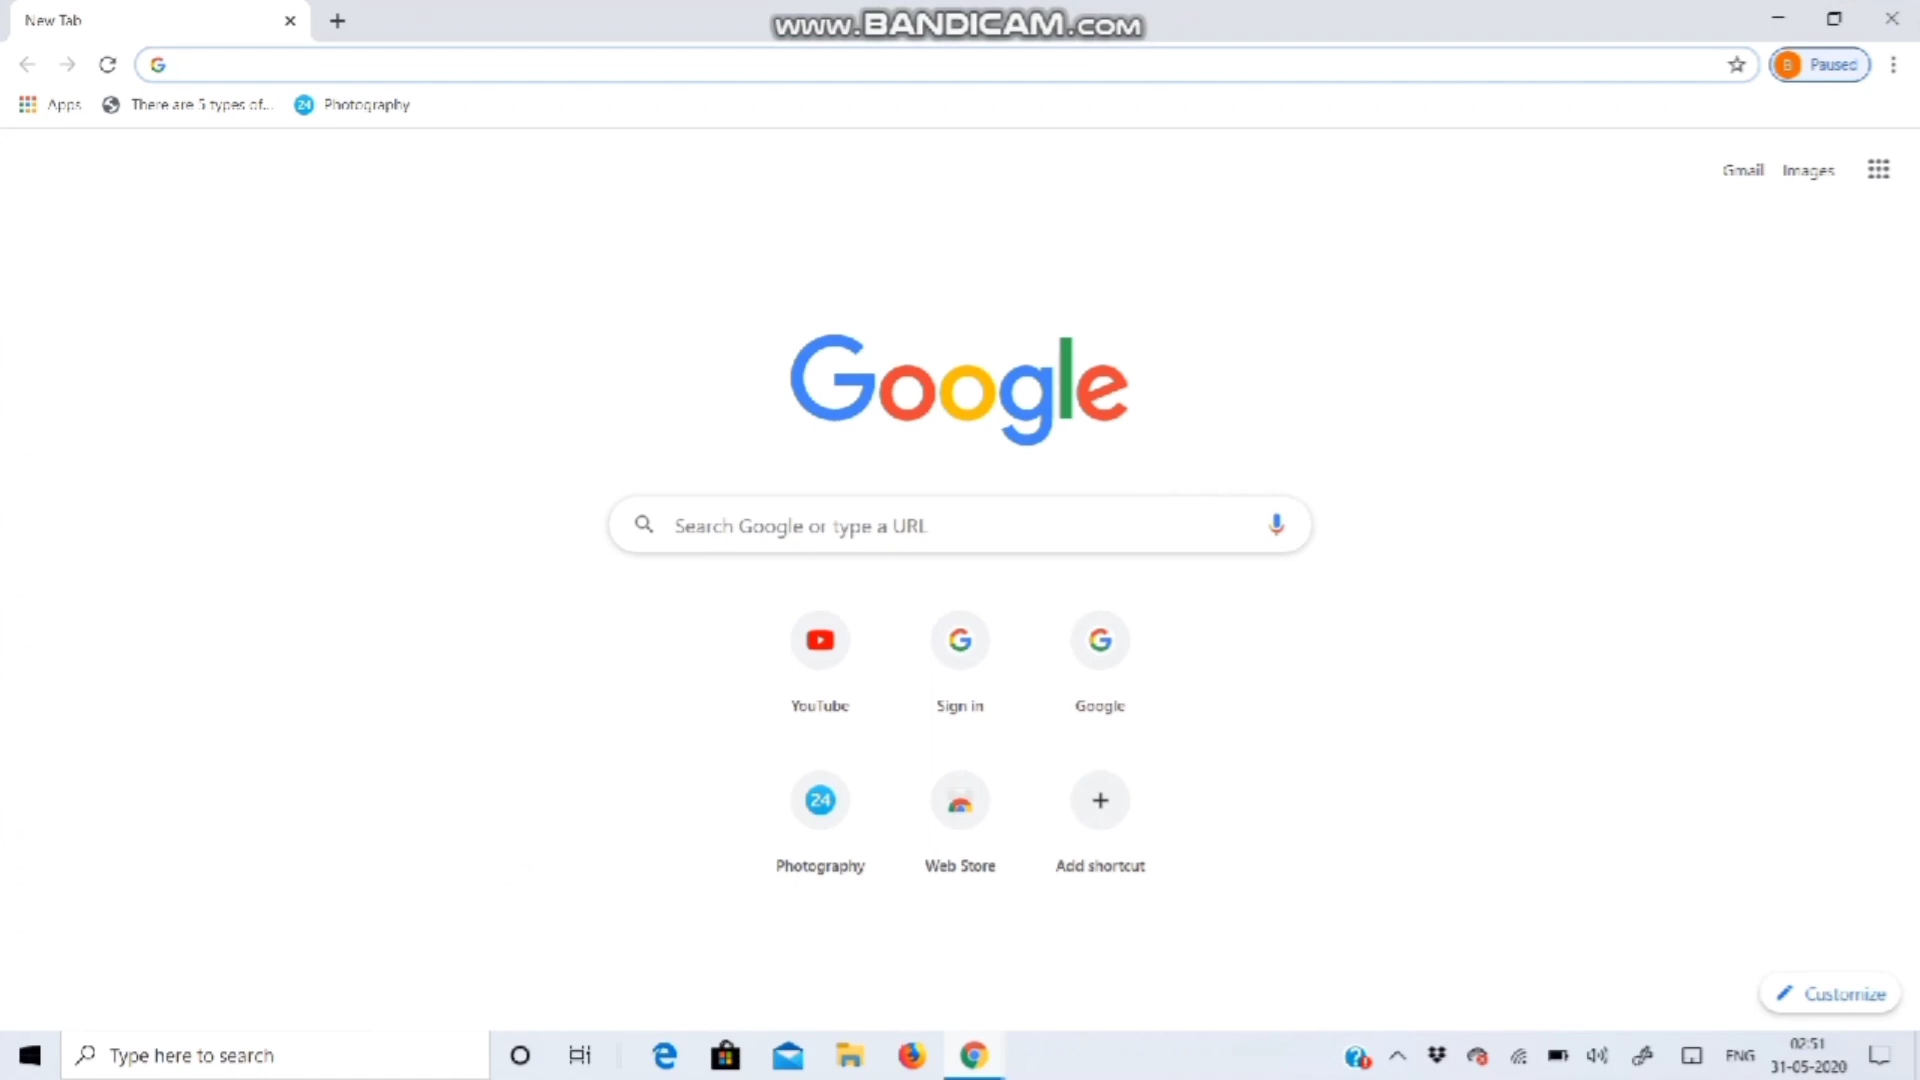 New Tab
www.BANDICAM.com
B Paused
Apps There are 5 types of... 24 Photography
Gmail Images
Google
Search Google or type a URL
YouTube Sign in Google
24
Photography Web Store Add shortcut
Customize
Type here to search
ENG
02:51
31-05-2020